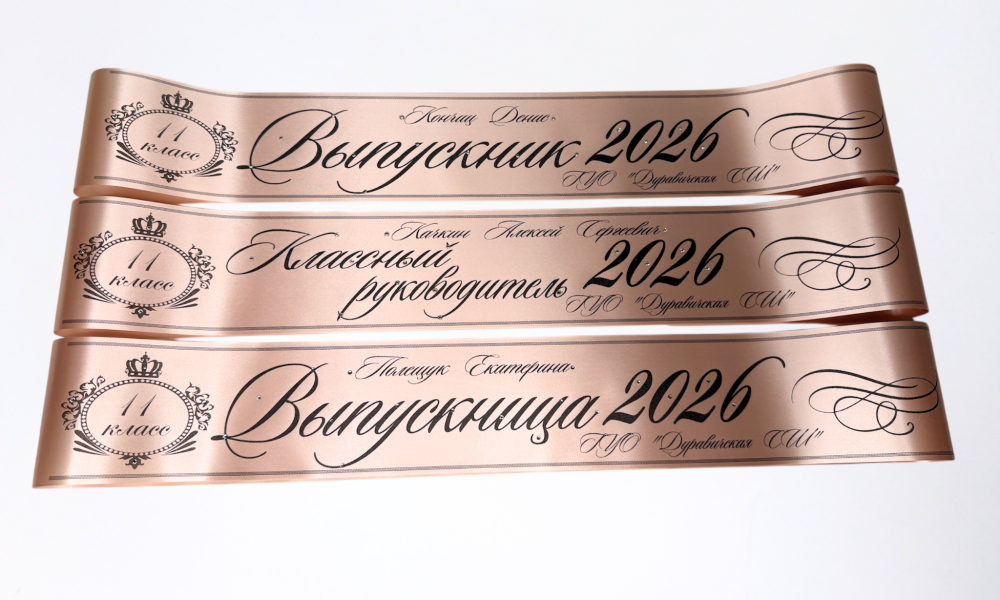 11
класс
Кончиц Денис
Выпускник 2026
ГУО "Дуравичская СШ"
11
класс
Качкин Алексей Сергеевич
Классный
руководитель
2026
ГУО "Дуравичская СШ"
11
класс
Полещук Екатерина
Выпускница 2026
ГУО "Дуравичская СШ"